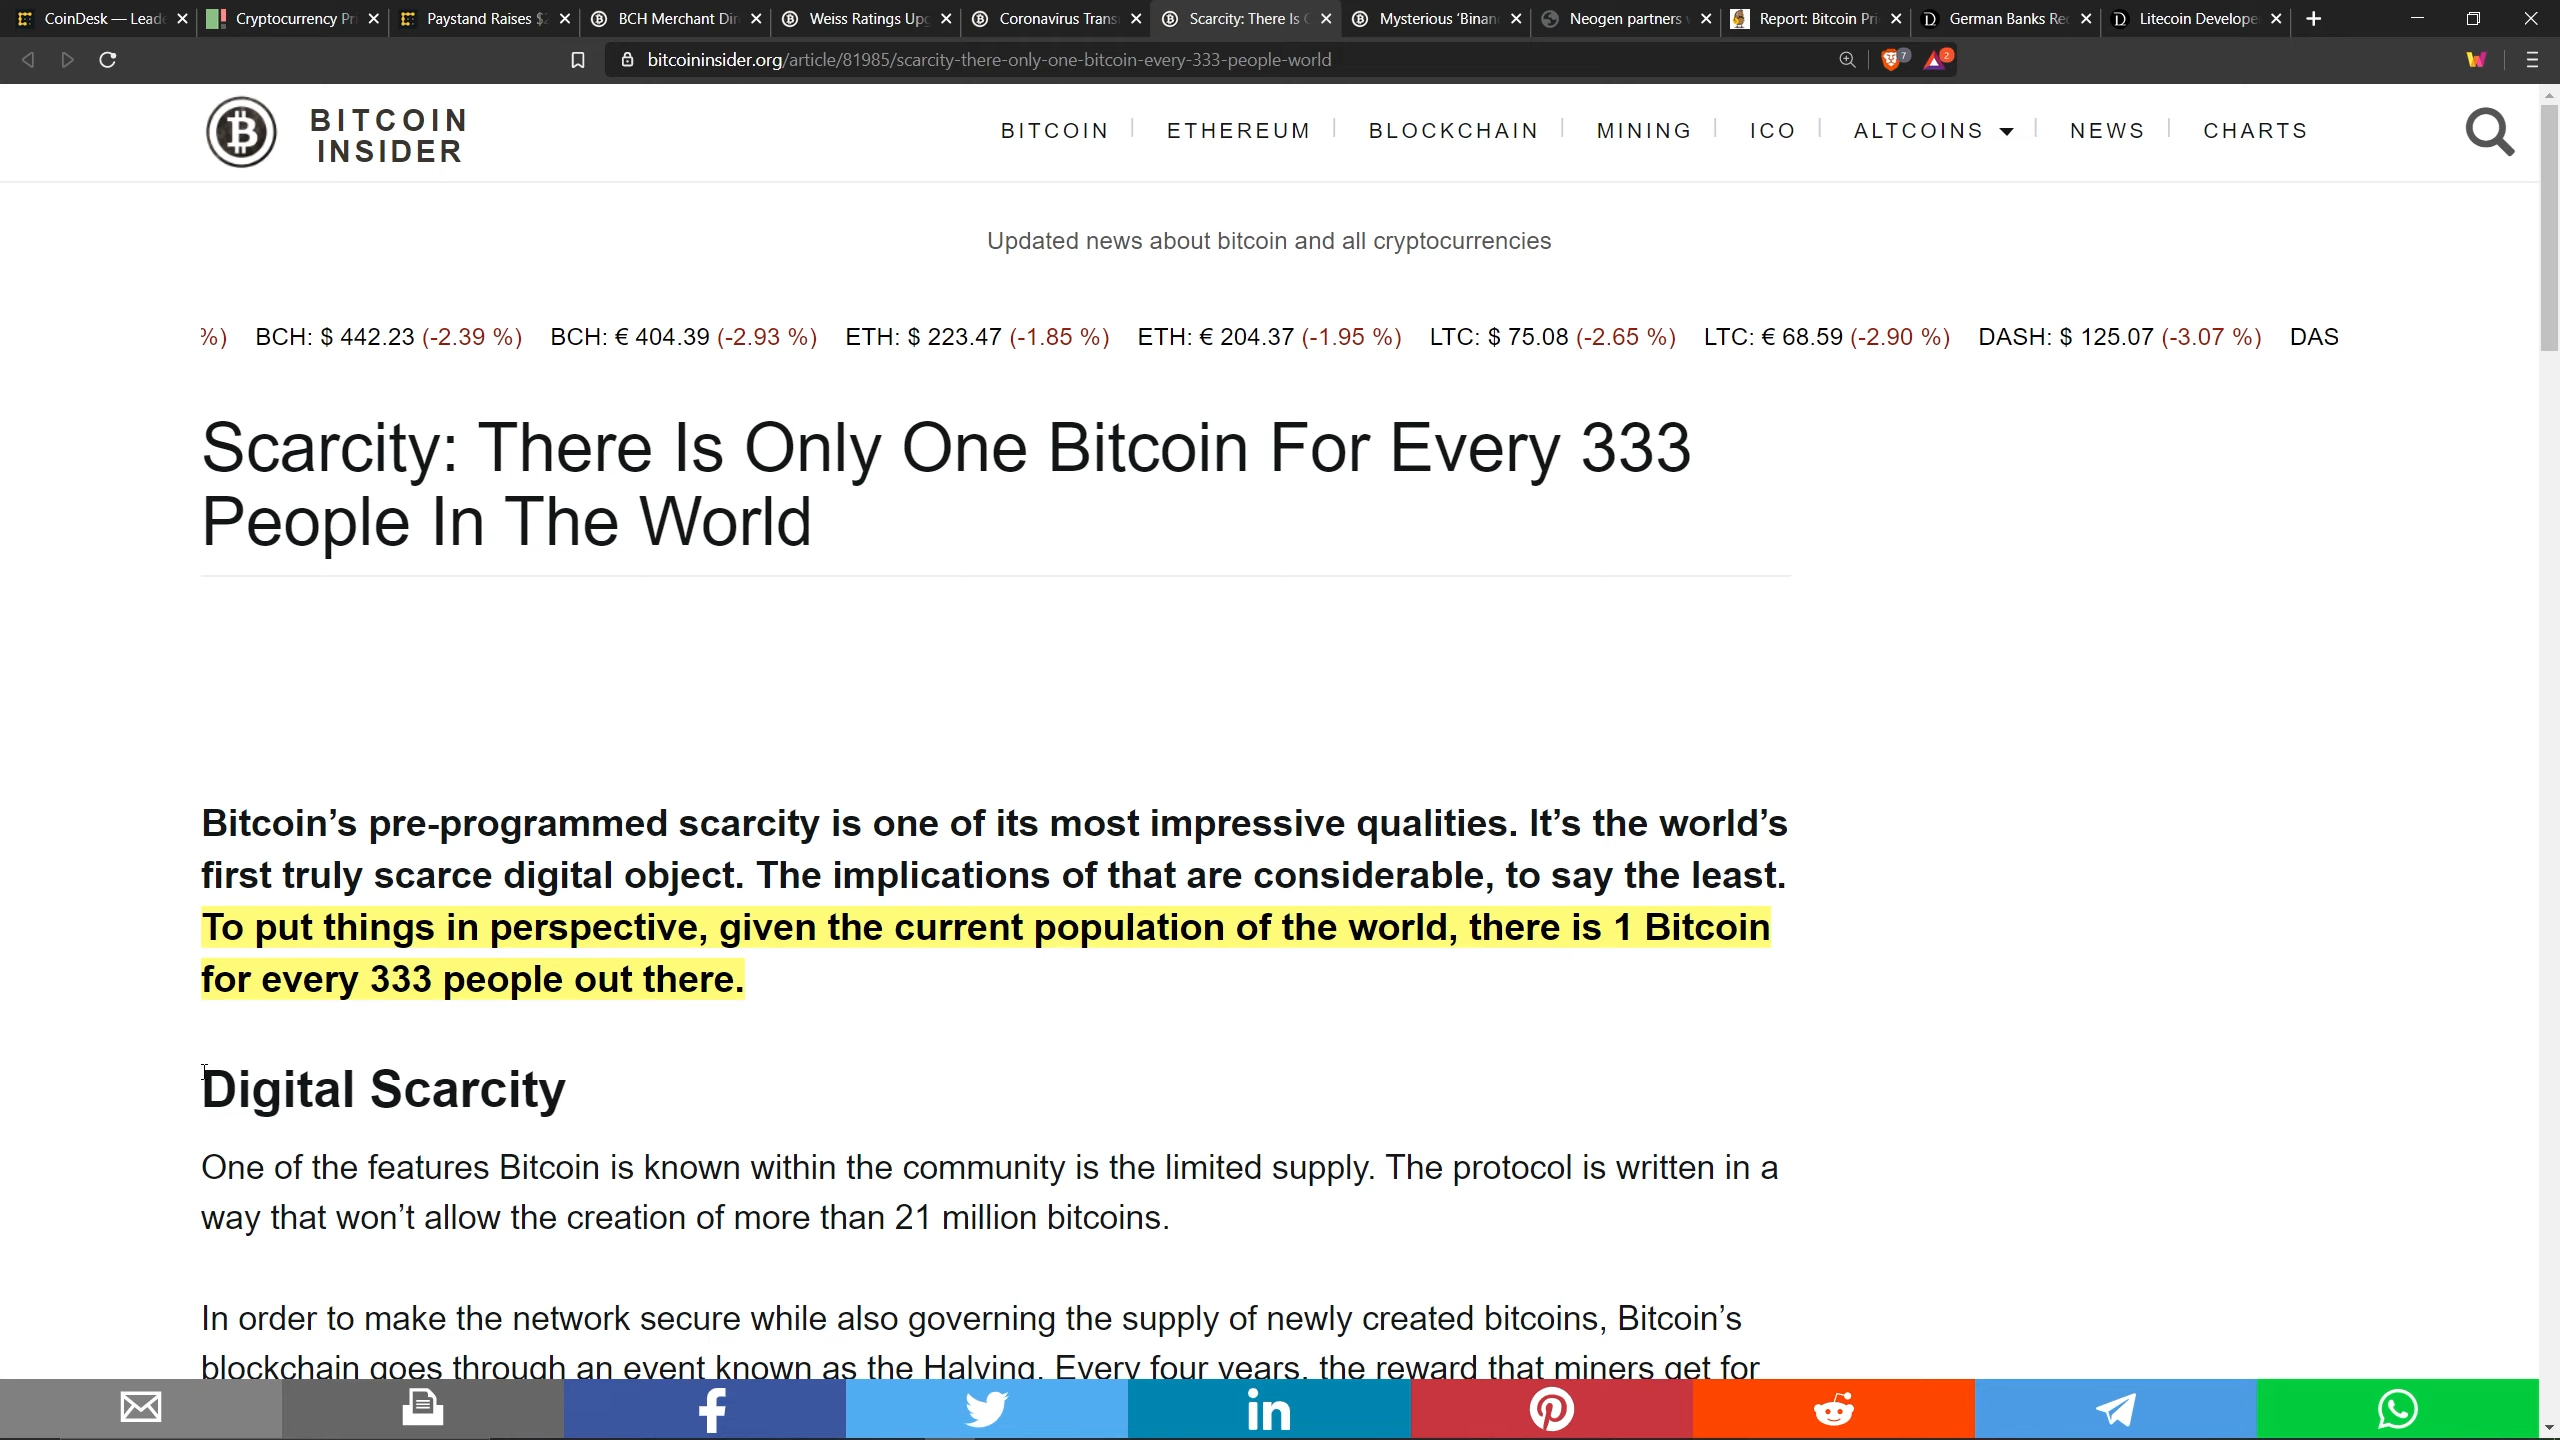 CoinDesk — Lead
Cryptocurrency Pr
Paystand Raises $2
BCH Merchant Dir
Weiss Ratings Upg
Coronavirus Trans
Scarcity: There Is O
Mysterious ‘Binan
Neogen partners w
Report: Bitcoin Pri
German Banks Re
Litecoin Develope
bitcoininsider.org/article/81985/scarcity-there-only-one-bitcoin-every-333-people-world
7
2
BITCOIN
INSIDER
BITCOIN
ETHEREUM
BLOCKCHAIN
MINING
ICO
ALTCOINS
NEWS
CHARTS
Updated news about bitcoin and all cryptocurrencies
%) BCH: $ 442.23 (-2.39 %) BCH: € 404.39 (-2.93 %) ETH: $ 223.47 (-1.85 %) ETH: € 204.37 (-1.95 %) LTC: $ 75.08 (-2.65 %) LTC: € 68.59 (-2.90 %) DASH: $ 125.07 (-3.07 %) DAS
Scarcity: There Is Only One Bitcoin For Every 333
People In The World
Bitcoin’s pre-programmed scarcity is one of its most impressive qualities. It’s the world’s
first truly scarce digital object. The implications of that are considerable, to say the least.
To put things in perspective, given the current population of the world, there is 1 Bitcoin
for every 333 people out there.
Digital Scarcity
One of the features Bitcoin is known within the community is the limited supply. The protocol is written in a
way that won’t allow the creation of more than 21 million bitcoins.
In order to make the network secure while also governing the supply of newly created bitcoins, Bitcoin’s
blockchain goes through an event known as the Halving. Every four years, the reward that miners get for